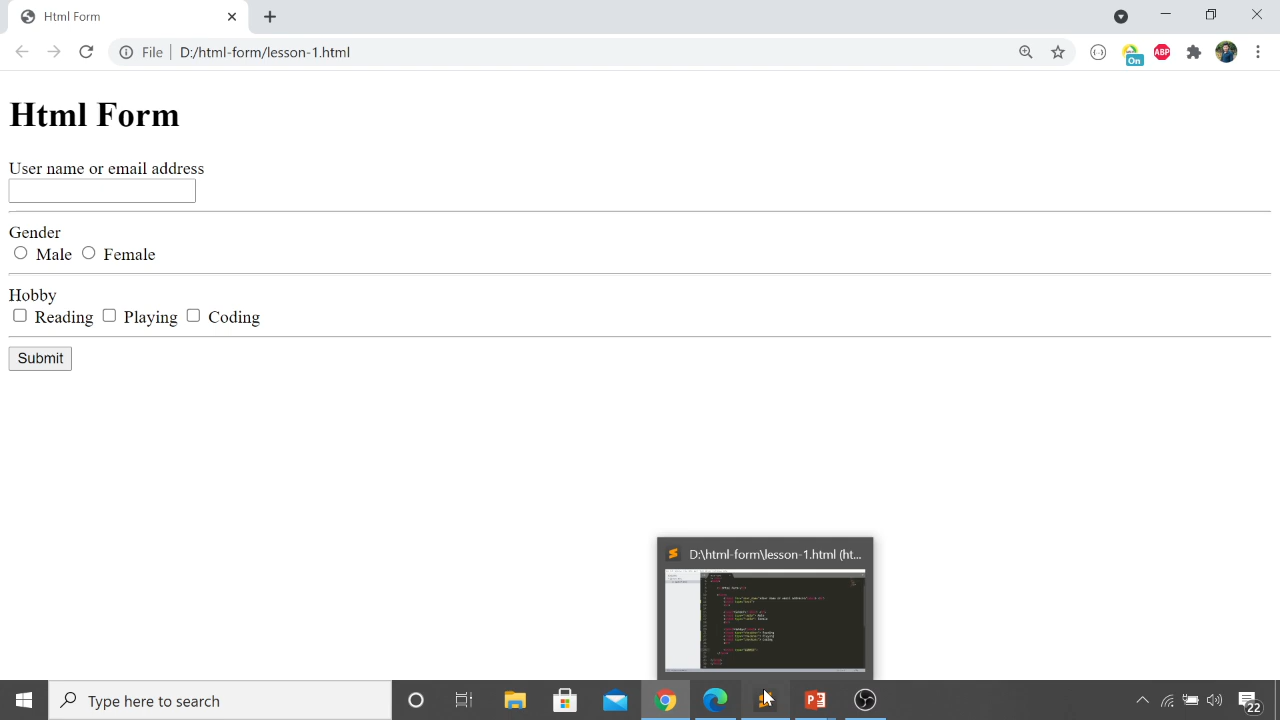 Html Form
File | D:/html-form/lesson-1.html
ABP
On
Html Form
User name or email address
Gender
Male Female
Hobby
Reading Playing Coding
Submit
D:\html-form\lesson-1.html (ht...
Type here to search
22